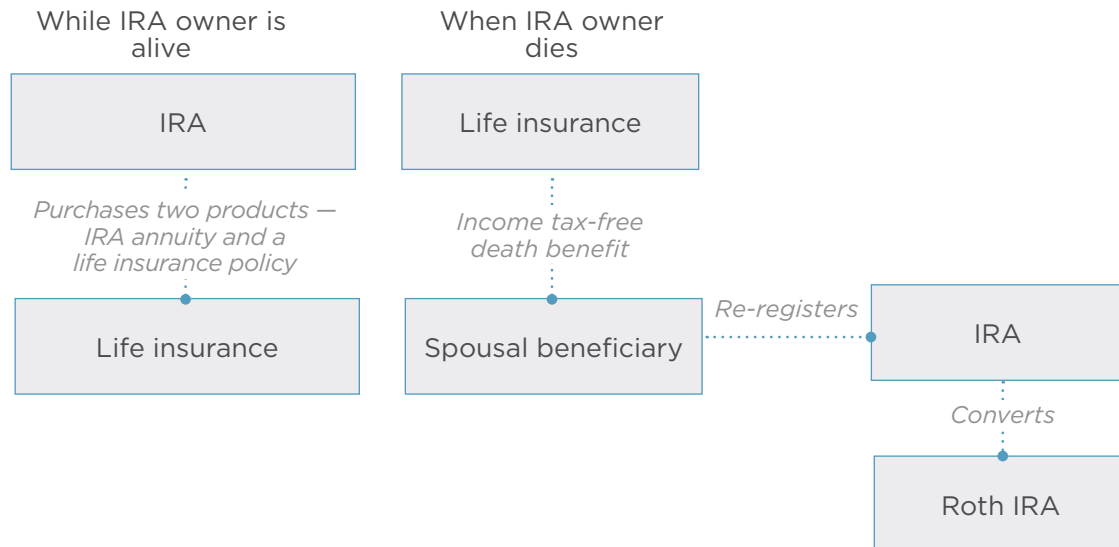 While IRA owner is
alive
IRA
Purchases two products —
IRA annuity and a
life insurance policy
Life insurance
When IRA owner
dies
Life insurance
Income tax-free
death benefit
Spousal beneficiary
Re-registers
IRA
Converts
Roth IRA